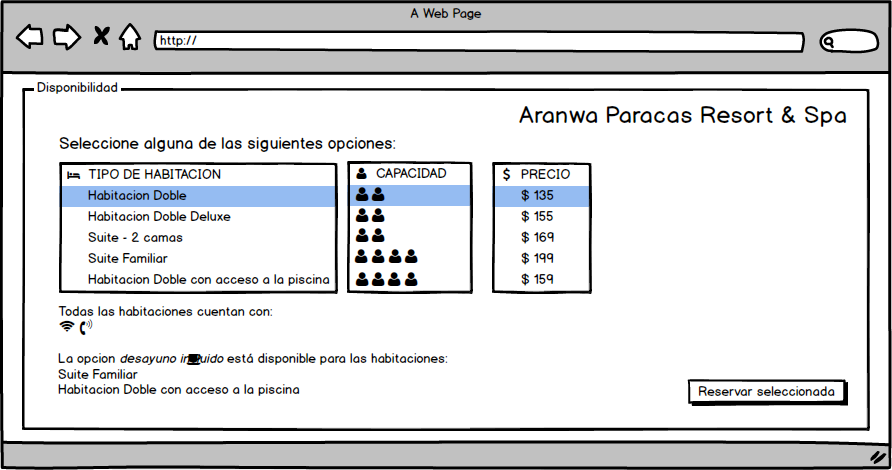 A Web Page
http://
Disponibilidad
Aranwa Paracas Resort & Spa
Seleccione alguna de las siguientes opciones:
TIPO DE HABITACION CAPACIDAD $ PRECIO
Habitacion Doble $ 135
Habitacion Doble Deluxe $ 155
Suite - 2 camas $ 169
Suite Familiar $ 199
Habitacion Doble con acceso a la piscina $ 159
Todas las habitaciones cuentan con:
La opcion desayuno está disponible para las habitaciones:
Suite Familiar
Habitacion Doble con acceso a la piscina
Reservar seleccionada